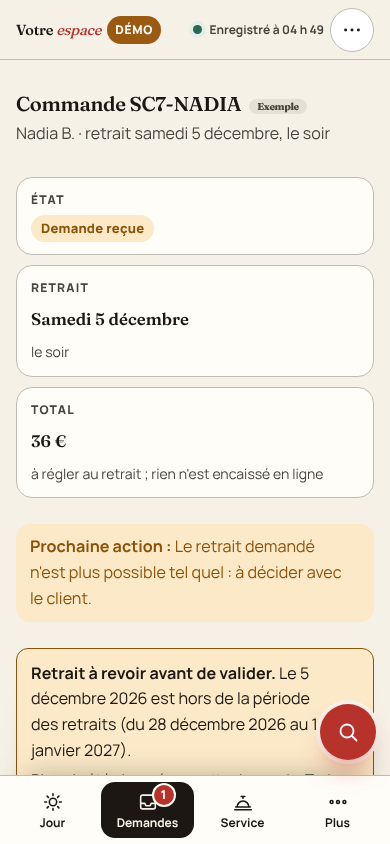 Votre espace DÉMO Enregistré à 04 h 49
Commande SC7-NADIA Exemple
Nadia B. · retrait samedi 5 décembre, le soir
ÉTAT
Demande reçue
RETRAIT
Samedi 5 décembre
le soir
TOTAL
36 €
à régler au retrait ; rien n'est encaissé en ligne
Prochaine action : Le retrait demandé
n'est plus possible tel quel : à décider avec
le client.
Retrait à revoir avant de valider. Le 5
décembre 2026 est hors de la période
des retraits (du 28 décembre 2026 au 1
janvier 2027).
1
Jour Demandes Service Plus